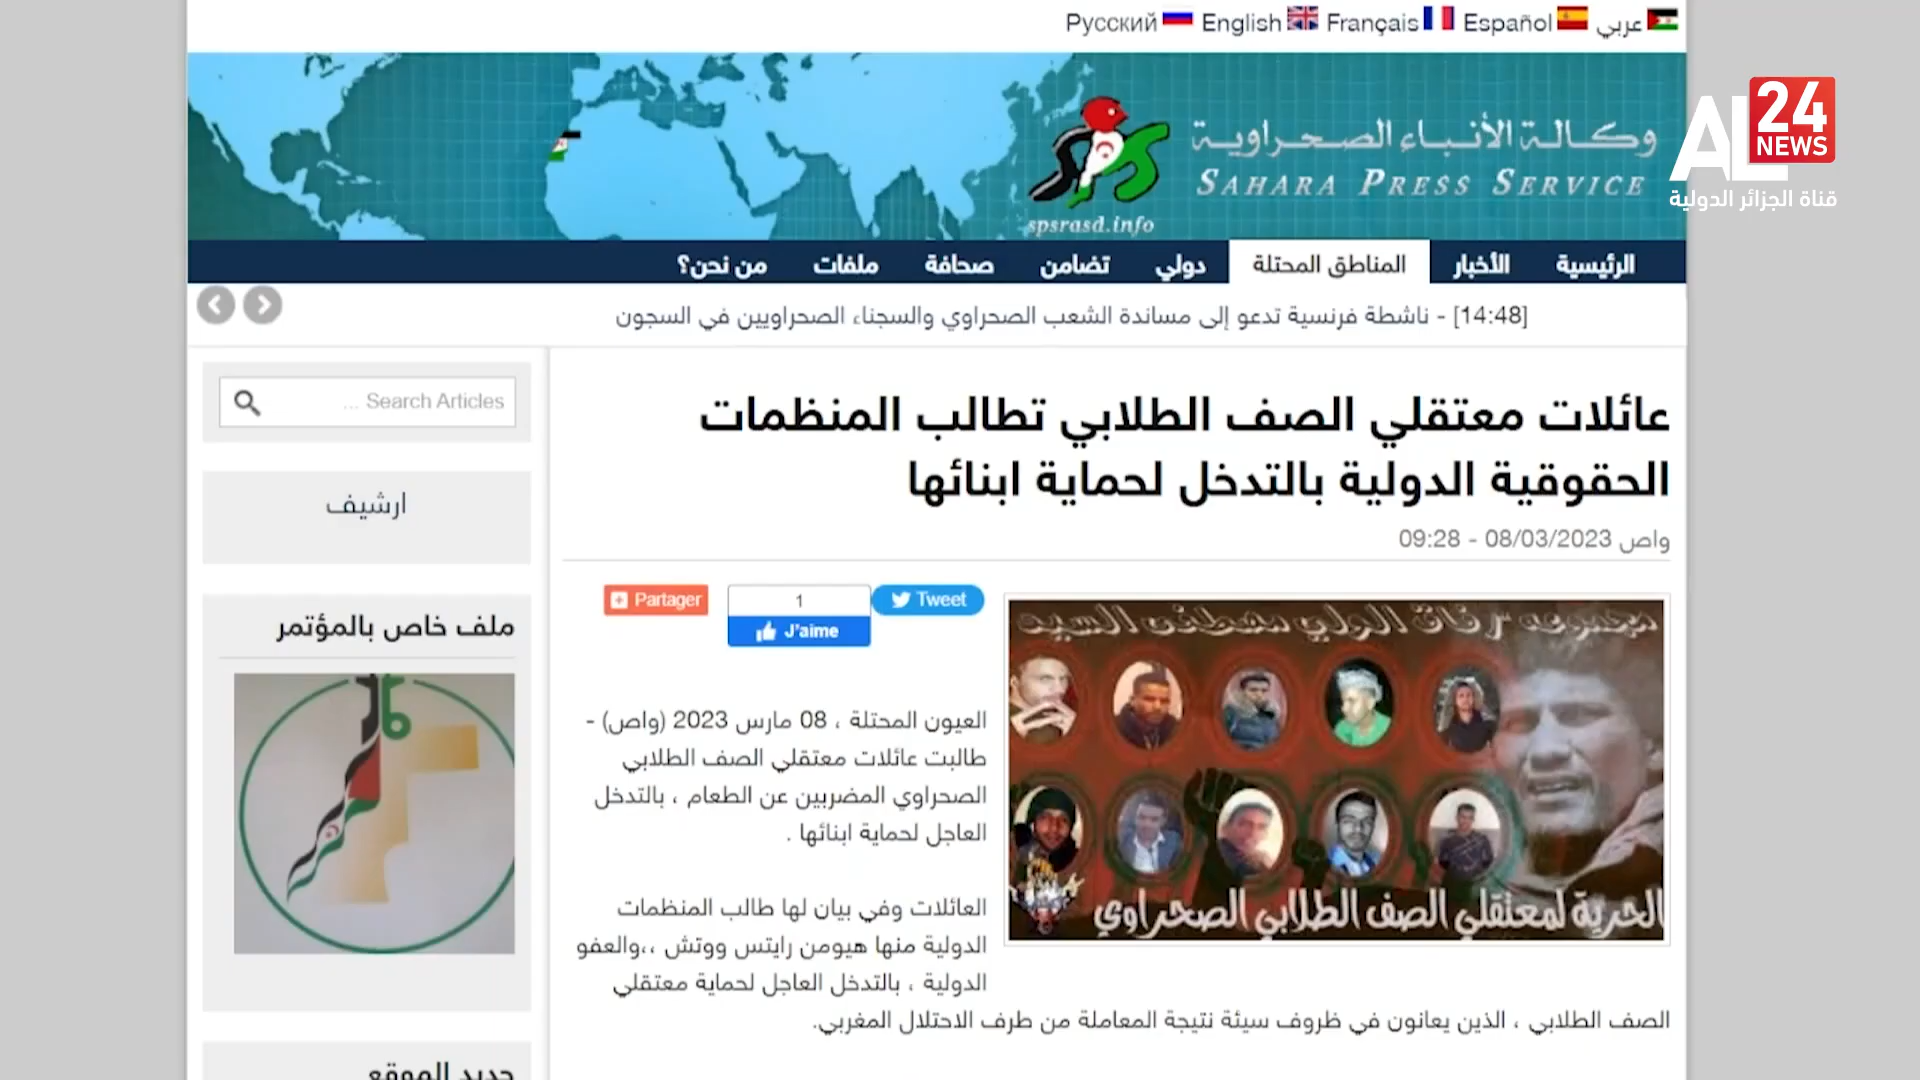 عربي Español Français English Русский
AL 24 NEWS
قناة الجزائر الدولية
وكالة الأنباء الصحراوية
SAHARA PRESS SERVICE
spsrasd.info
الرئيسية الأخبار المناطق المحتلة دولي تضامن صحافة ملفات من نحن؟
[14:48] - ناشطة فرنسية تدعو إلى مساندة الشعب الصحراوي والسجناء الصحراويين في السجون
عائلات معتقلي الصف الطلابي تطالب المنظمات
الحقوقية الدولية بالتدخل لحماية ابنائها
واص 08/03/2023 - 09:28
Tweet
1
J'aime
Partager
مجموعة رفاق الولي مصطفى السيد
الحرية لمعتقلي الصف الطلابي الصحراوي
العيون المحتلة ، 08 مارس 2023 (واص) -
طالبت عائلات معتقلي الصف الطلابي
الصحراوي المضربين عن الطعام ، بالتدخل
العاجل لحماية ابنائها .
العائلات وفي بيان لها طالب المنظمات
الدولية منها هيومن رايتس ووتش ،،والعفو
الدولية ، بالتدخل العاجل لحماية معتقلي
الصف الطلابي ، الذين يعانون في ظروف سيئة نتيجة المعاملة من طرف الاحتلال المغربي.
Search Articles ...
ارشيف
ملف خاص بالمؤتمر
جديد الموقع